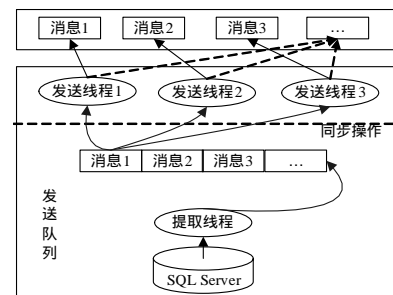 消息1 消息2 消息3 …
发送线程1 发送线程2 发送线程3
同步操作
消息1 消息2 消息3 …
发送队列
提取线程
SQL Server